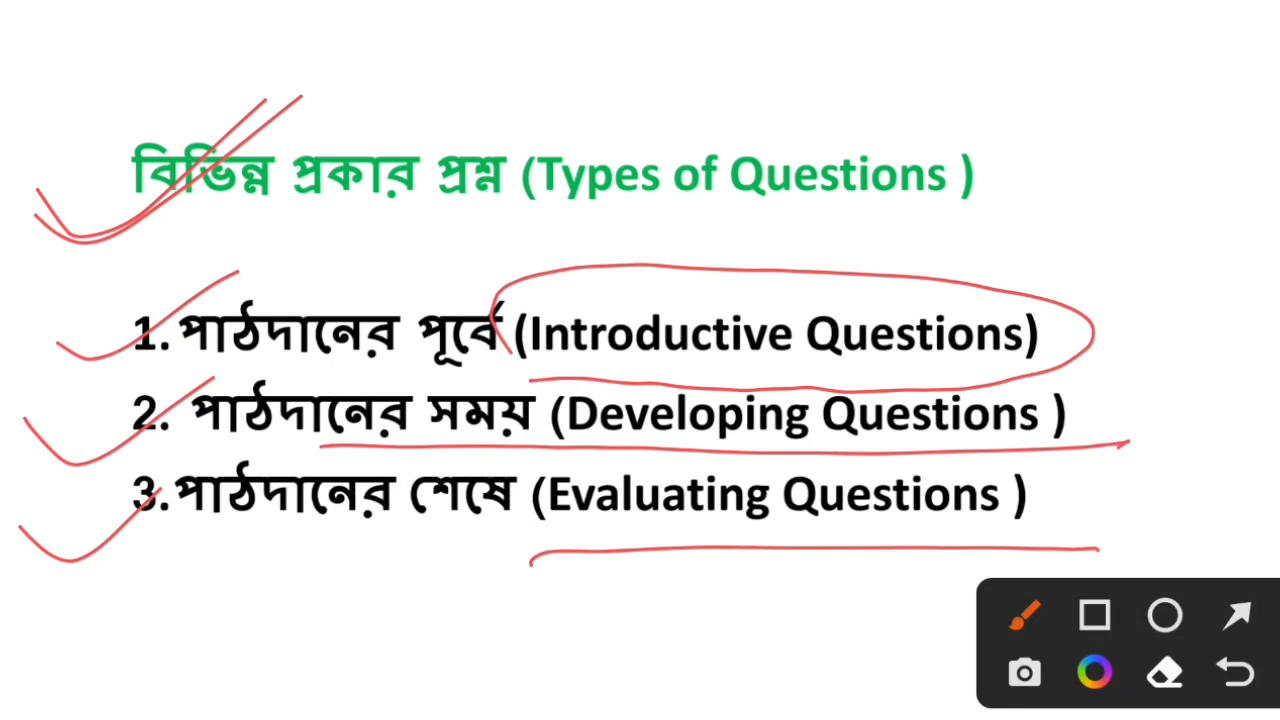 বিভিন্ন প্রকার প্রশ্ন (Types of Questions )
1. পাঠদানের পূর্বে (Introductive Questions)
2. পাঠদানের সময় (Developing Questions )
3. পাঠদানের শেষে (Evaluating Questions )